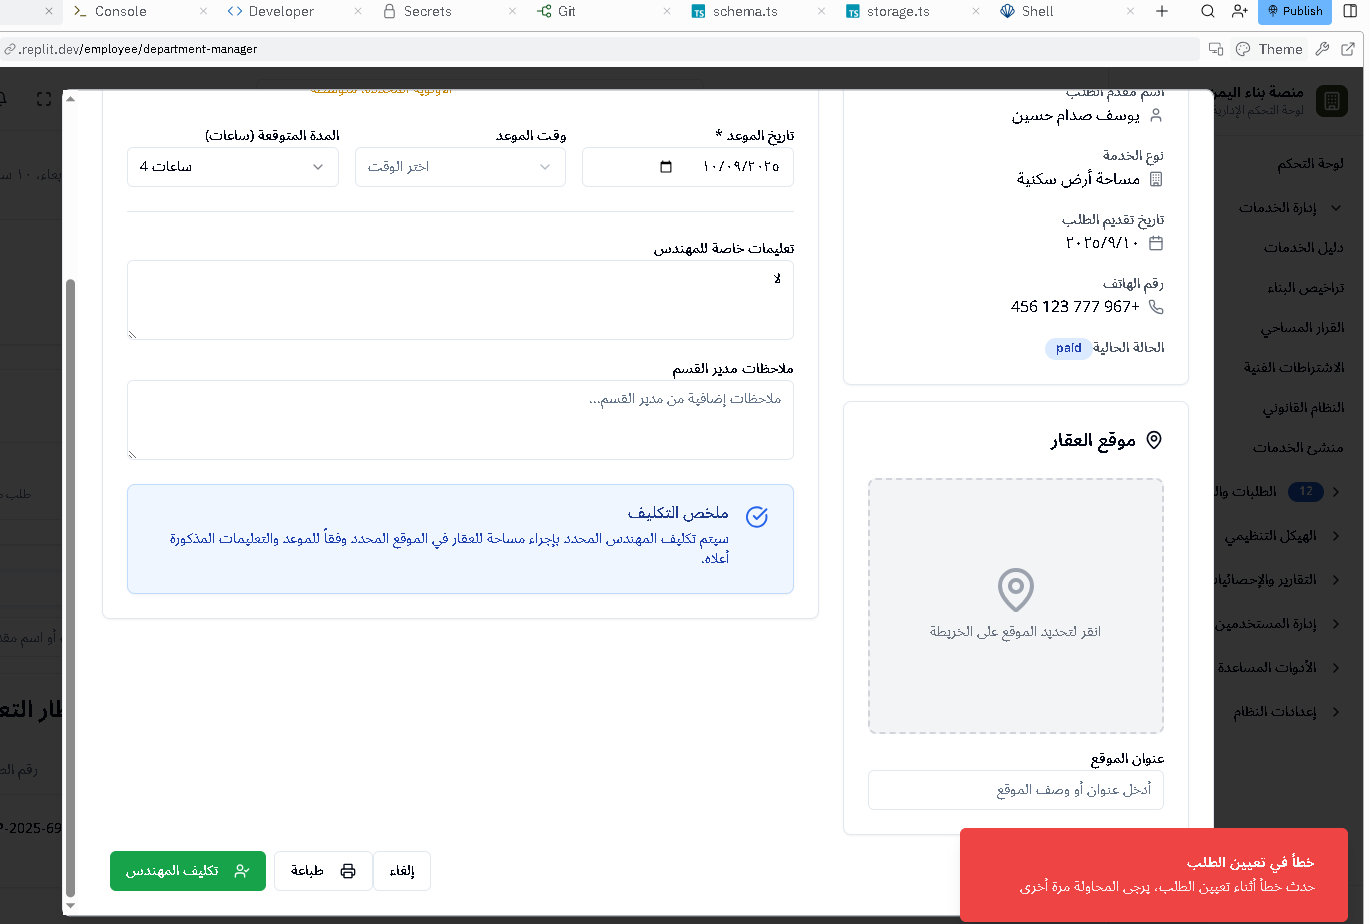 Console
Developer
Secrets
Git
schema.ts
storage.ts
Shell
Publish
.replit.dev/employee/department-manager
Theme
منصة بناء اليمن
لوحة التحكم الإدارية
لوحة التحكم
إدارة الخدمات
دليل الخدمات
تراخيص البناء
القرار المساحي
الاشتراطات الفنية
النظام القانوني
منشئ الخدمات
الطلبات وال
12
الهيكل التنظيمي
التقارير والإحصائيات
إدارة المستخدمين
الأدوات المساعدة
إعدادات النظام
اسم مقدم الطلب
يوسف صدام حسين
نوع الخدمة
مساحة أرض سكنية
تاريخ تقديم الطلب
١٠/٩/٢٠٢٥
رقم الهاتف
+967 777 123 456
الحالة الحالية
paid
موقع العقار
انقر لتحديد الموقع على الخريطة
عنوان الموقع
أدخل عنوان أو وصف الموقع
الأولوية المحددة: متوسطة
تاريخ الموعد *
١٠/٠٩/٢٠٢٥
وقت الموعد
اختر الوقت
المدة المتوقعة (ساعات)
4 ساعات
تعليمات خاصة للمهندس
لا
ملاحظات مدير القسم
ملاحظات إضافية من مدير القسم...
ملخص التكليف
سيتم تكليف المهندس المحدد بإجراء مساحة للعقار في الموقع المحدد وفقاً للموعد والتعليمات المذكورة
أعلاه.
إلغاء
طباعة
تكليف المهندس
خطأ في تعيين الطلب
حدث خطأ أثناء تعيين الطلب، يرجى المحاولة مرة أخرى
أو اسم مقد
رقم الط
P-2025-69